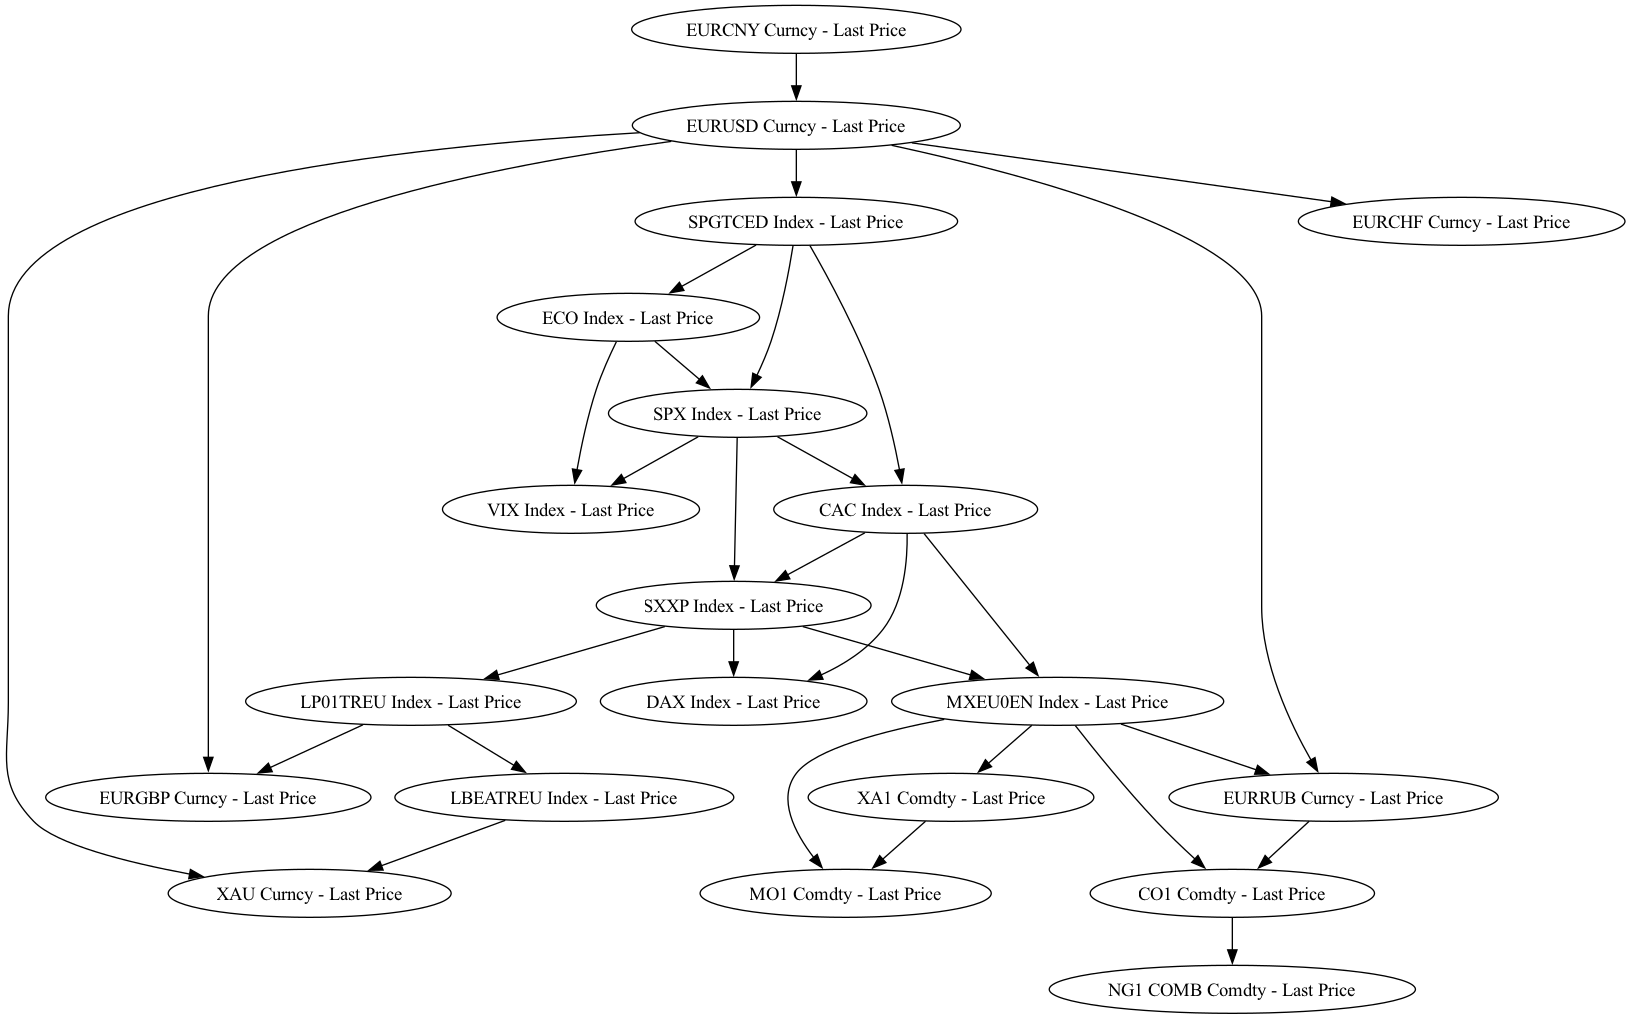 EURCNY Curncy - Last Price
EURUSD Curncy - Last Price
SPGTCED Index - Last Price
EURCHF Curncy - Last Price
ECO Index - Last Price
SPX Index - Last Price
VIX Index - Last Price
CAC Index - Last Price
SXXP Index - Last Price
LP01TREU Index - Last Price
DAX Index - Last Price
MXEU0EN Index - Last Price
EURGBP Curncy - Last Price
LBEATREU Index - Last Price
XA1 Comdty - Last Price
EURRUB Curncy - Last Price
XAU Curncy - Last Price
MO1 Comdty - Last Price
CO1 Comdty - Last Price
NG1 COMB Comdty - Last Price